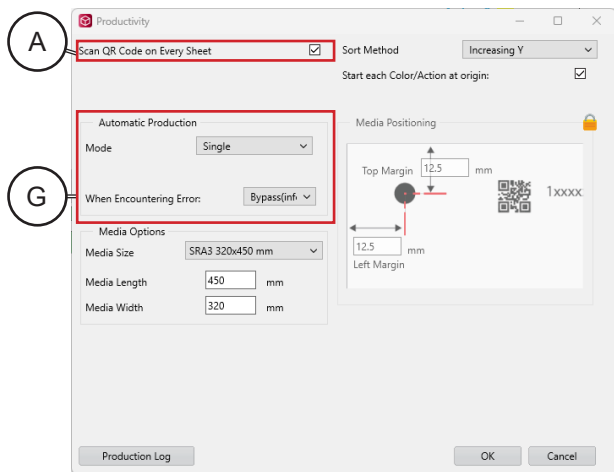 Productivity
A
Scan QR Code on Every Sheet
Sort Method
Increasing Y
Start each Color/Action at origin:
Automatic Production
Mode
Single
G
When Encountering Error:
Bypass(inf
Media Options
Media Size
SRA3 320x450 mm
Media Length
450
mm
Media Width
320
mm
Media Positioning
Top Margin
12.5
mm
1xxxx
12.5
mm
Left Margin
Production Log
OK
Cancel